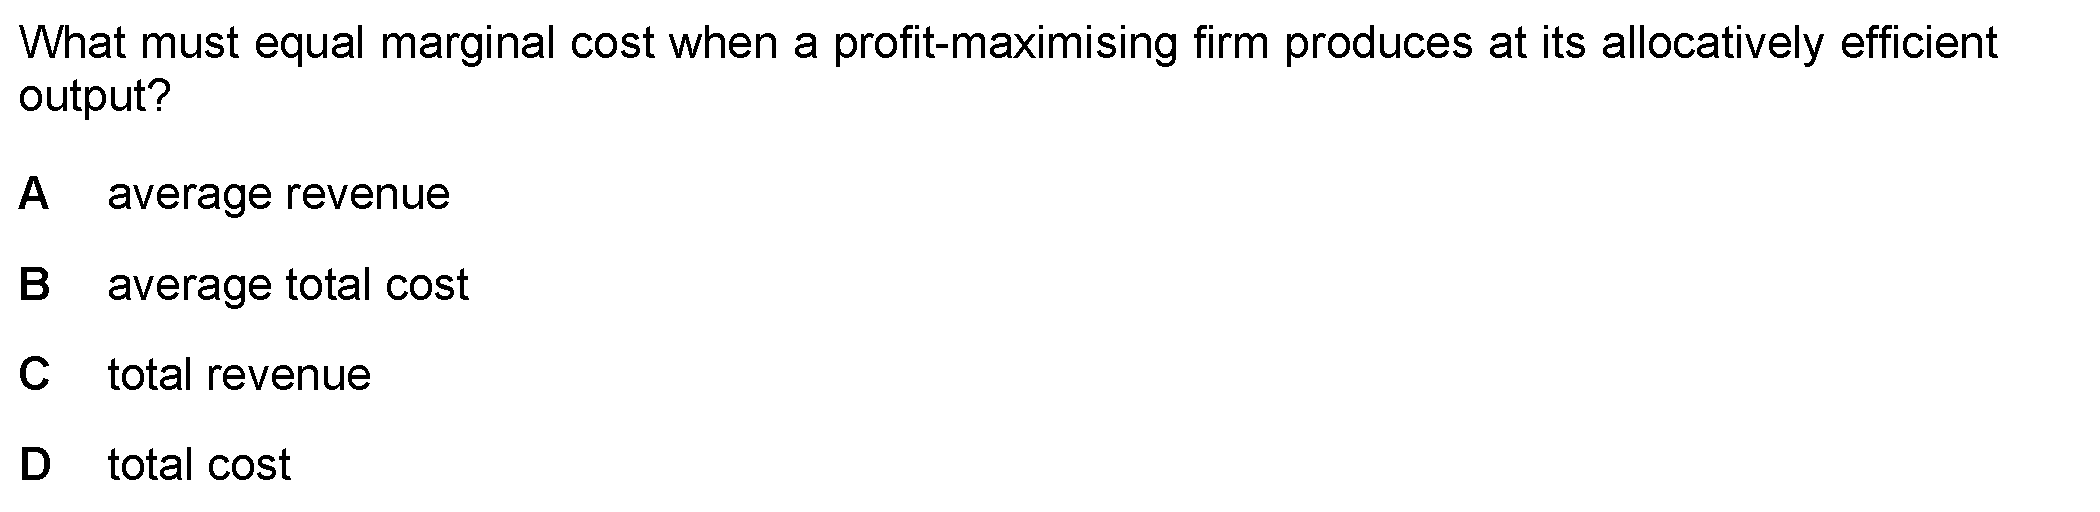 What must equal marginal cost when a profit-maximising firm produces at its allocatively efficient
output?
A average revenue
B average total cost
C total revenue
D total cost